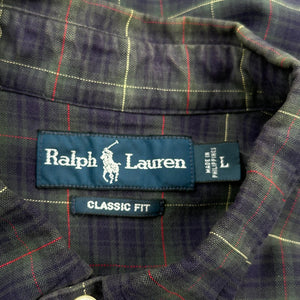 Ralph Lauren
MADE IN
PHILIPPINES
L
CLASSIC FIT